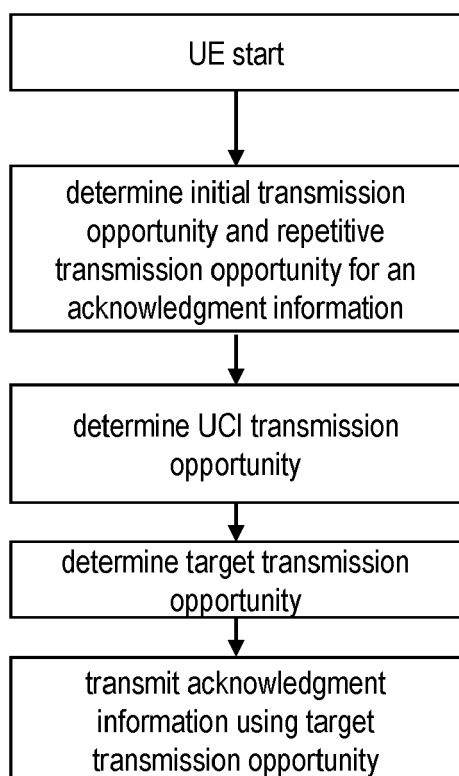 UE start
determine initial transmission
opportunity and repetitive
transmission opportunity for an
acknowledgment information
determine UCI transmission
opportunity
determine target transmission
opportunity
transmit acknowledgment
information using target
transmission opportunity